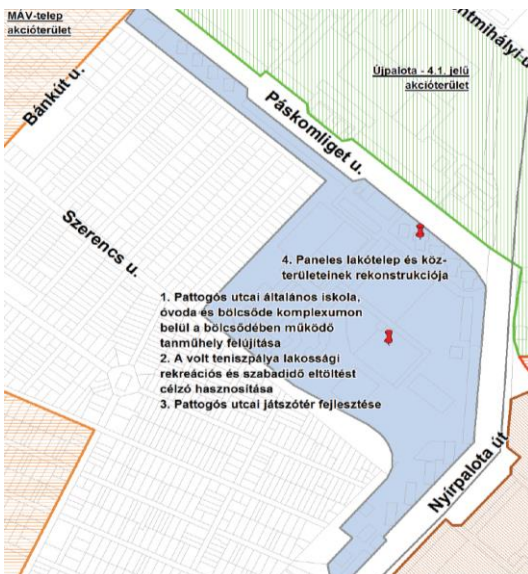 MÁV-telep
akcióterület
ntmihályi-u
Újpalota - 4.1. jelű
akcióterület
Bánkút u.
Páskomliget u.
Szerencs u.
4. Paneles lakótelep és köz-
területeinek rekonstrukciója
1. Pattogós utcai általános iskola,
óvoda és bölcsőde komplexumon
belül a bölcsődében működő
tanműhely felújítása
2. A volt teniszpálya lakossági
rekreációs és szabadidő eltöltést
célzó hasznosítása
3. Pattogós utcai játszótér fejlesztése
Nyírpalota út